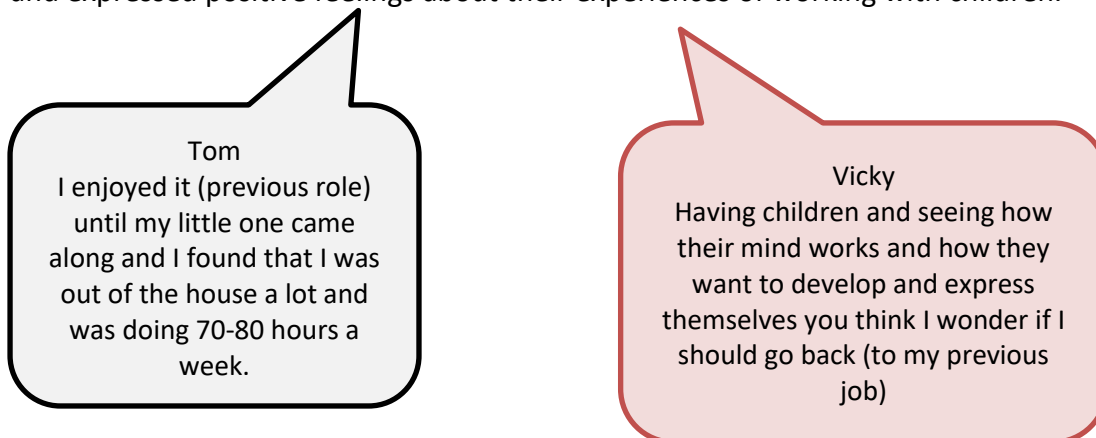 and expressed positive feelings about their experiences of working with children.
Tom
I enjoyed it (previous role)
until my little one came
along and I found that I was
out of the house a lot and
was doing 70-80 hours a
week.
Vicky
Having children and seeing how
their mind works and how they
want to develop and express
themselves you think I wonder if I
should go back (to my previous
job)